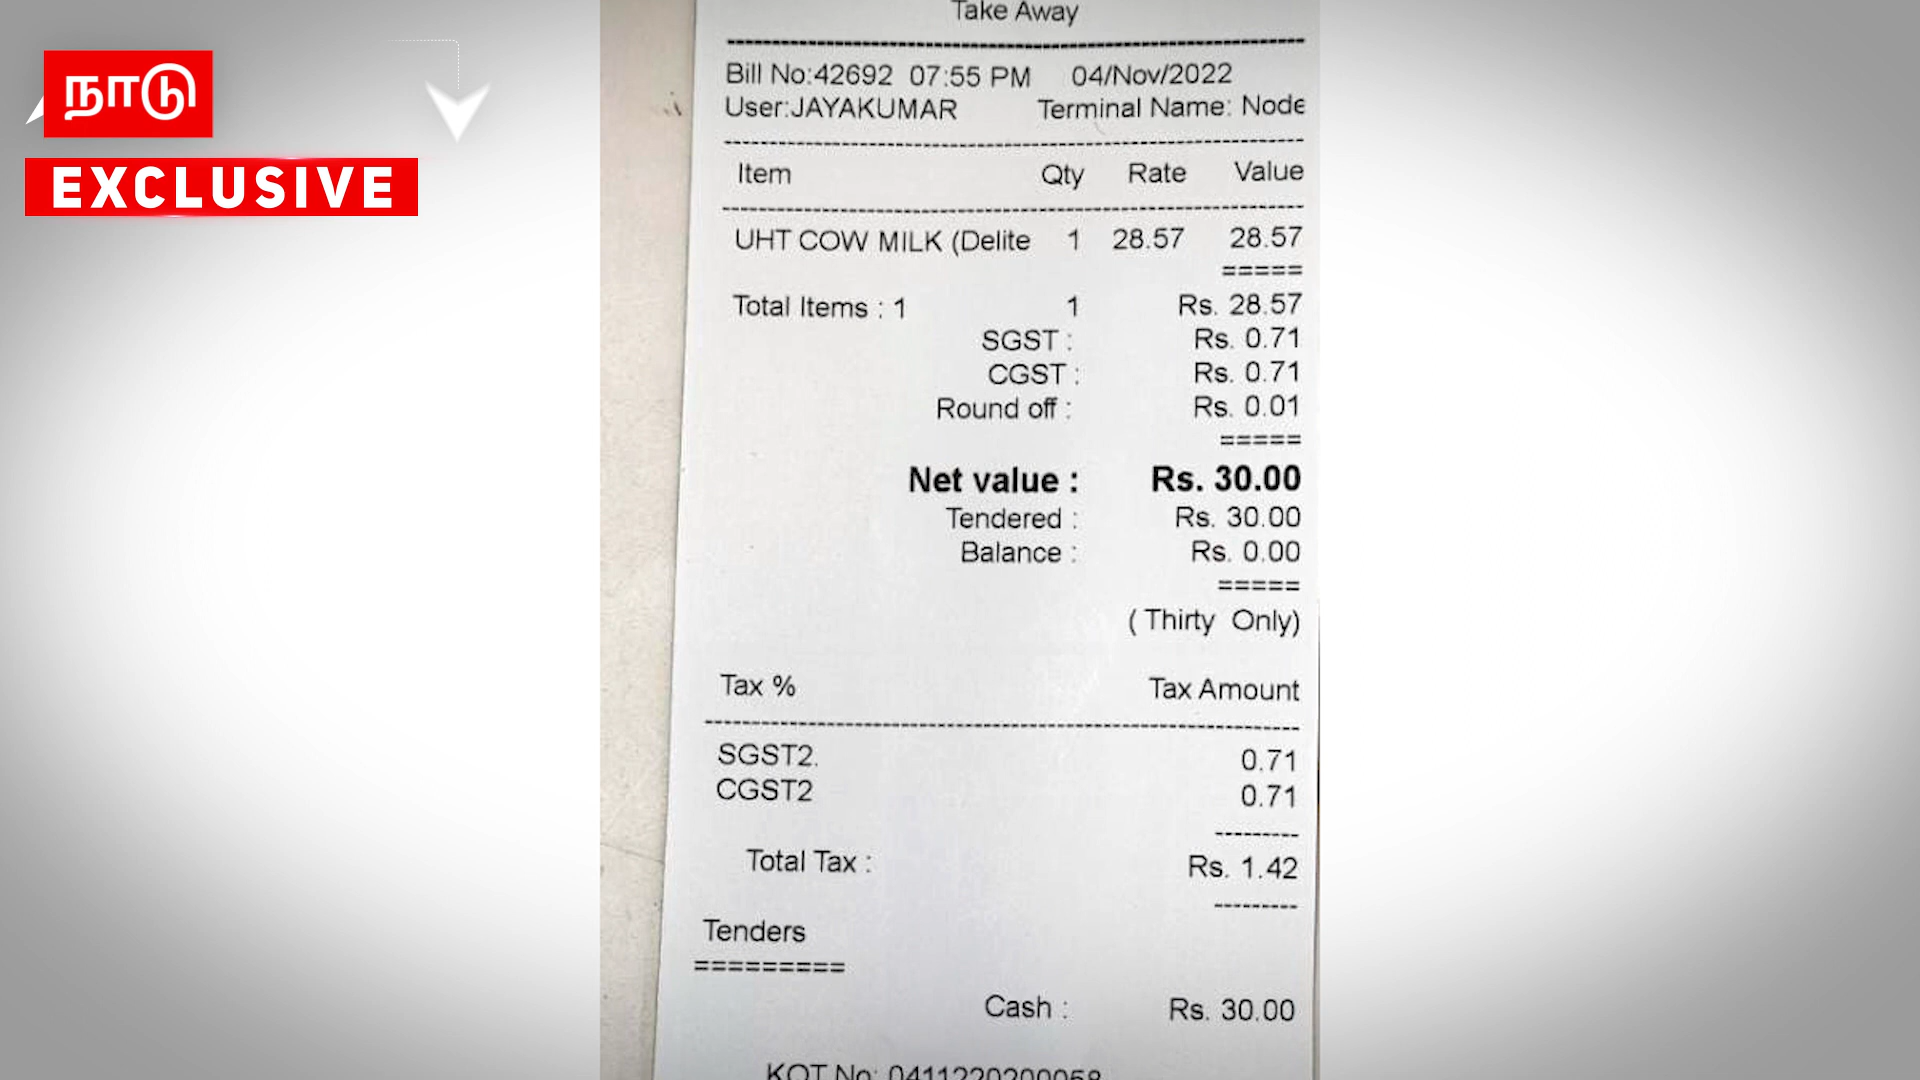 நாடு
EXCLUSIVE
Take Away
Bill No:42692 07:55 PM 04/Nov/2022
User:JAYAKUMAR Terminal Name: Node
Item Qty Rate Value
UHT COW MILK (Delite 1 28.57 28.57
=====
Total Items : 1 1 Rs. 28.57
SGST : Rs. 0.71
CGST : Rs. 0.71
Round off : Rs. 0.01
=====
Net value : Rs. 30.00
Tendered : Rs. 30.00
Balance : Rs. 0.00
=====
( Thirty Only)
Tax % Tax Amount
SGST2. 0.71
CGST2 0.71
Total Tax : Rs. 1.42
Tenders
=========
Cash : Rs. 30.00
KOT No: 0411220200058